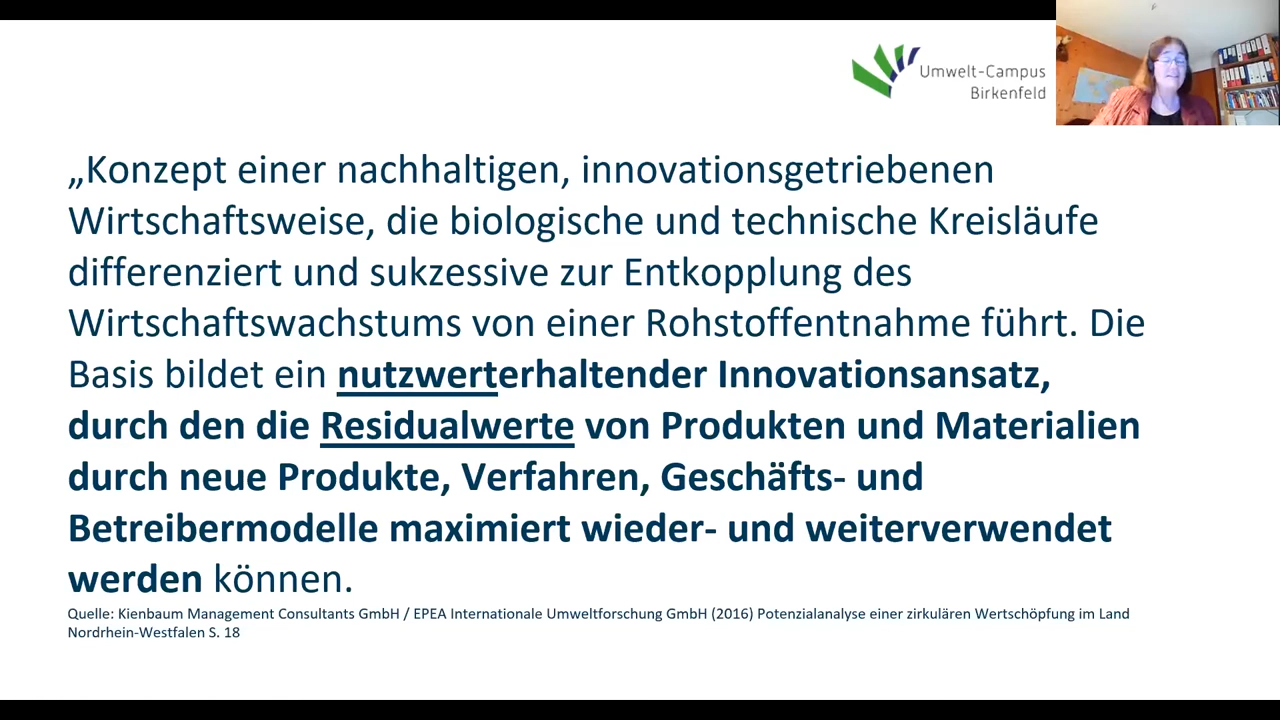 Umwelt-Campus
Birkenfeld
„Konzept einer nachhaltigen, innovationsgetriebenen
Wirtschaftsweise, die biologische und technische Kreisläufe
differenziert und sukzessive zur Entkopplung des
Wirtschaftswachstums von einer Rohstoffentnahme führt. Die
Basis bildet ein nutzwerterhaltender Innovationsansatz,
durch den die Residualwerte von Produkten und Materialien
durch neue Produkte, Verfahren, Geschäfts- und
Betreibermodelle maximiert wieder- und weiterverwendet
werden können.
Quelle: Kienbaum Management Consultants GmbH / EPEA Internationale Umweltforschung GmbH (2016) Potenzialanalyse einer zirkulären Wertschöpfung im Land
Nordrhein-Westfalen S. 18